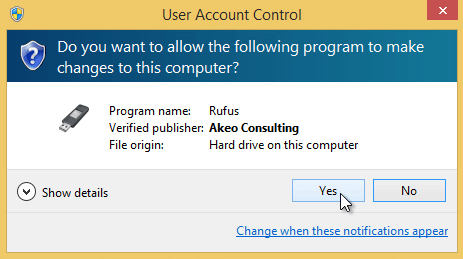 User Account Control
Do you want to allow the following program to make
changes to this computer?
Program name: Rufus
Verified publisher: Akeo Consulting
File origin: Hard drive on this computer
Show details
Yes
No
Change when these notifications appear